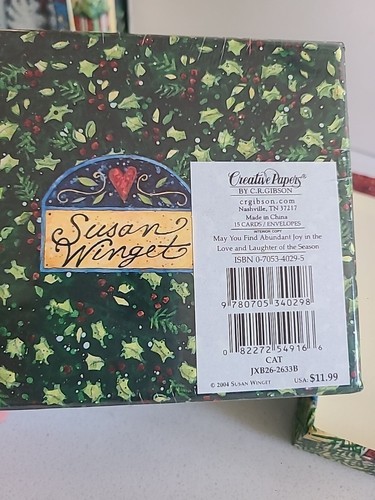 Susan
Winget
Creative Papers®
BY C.R.GIBSON
crgibson.com
Nashville, TN 37217
Made in China
15 CARDS / ENVELOPES
INTERIOR COPY
May You Find Abundant Joy in the
Love and Laughter of the Season
ISBN 0-7053-4029-5
9 780705 340298
0 82272 54916 6
CAT
JXB26-2633B
© 2004 SUSAN WINGET USA: $11.99